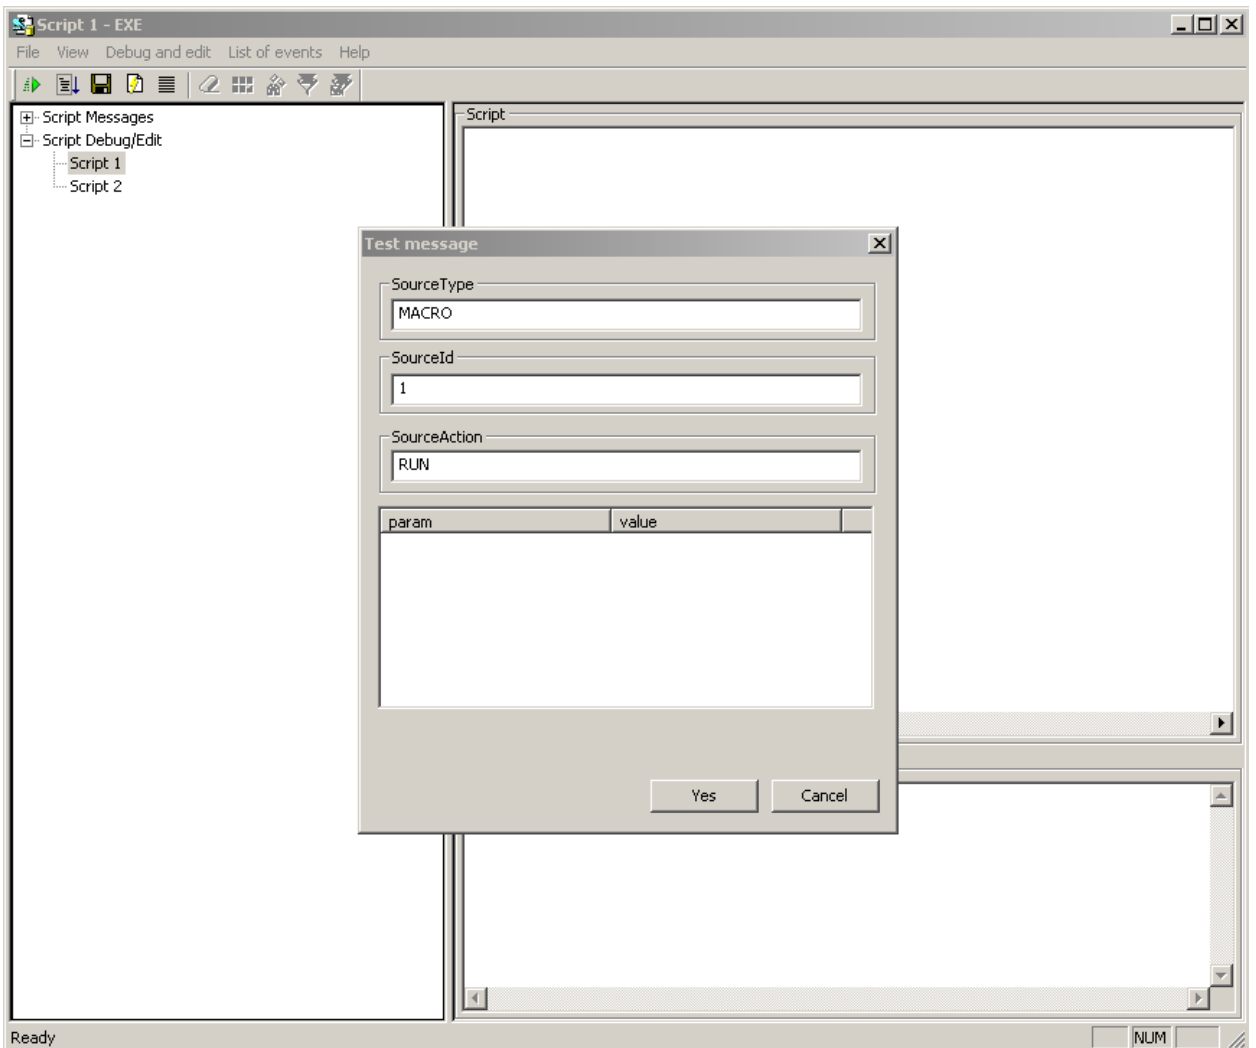 Script 1 - EXE
File View Debug and edit List of events Help
Script Messages
Script Debug/Edit
Script 1
Script 2
Script
Test message
SourceType
MACRO
SourceId
1
SourceAction
RUN
param value
Yes Cancel
Ready
NUM